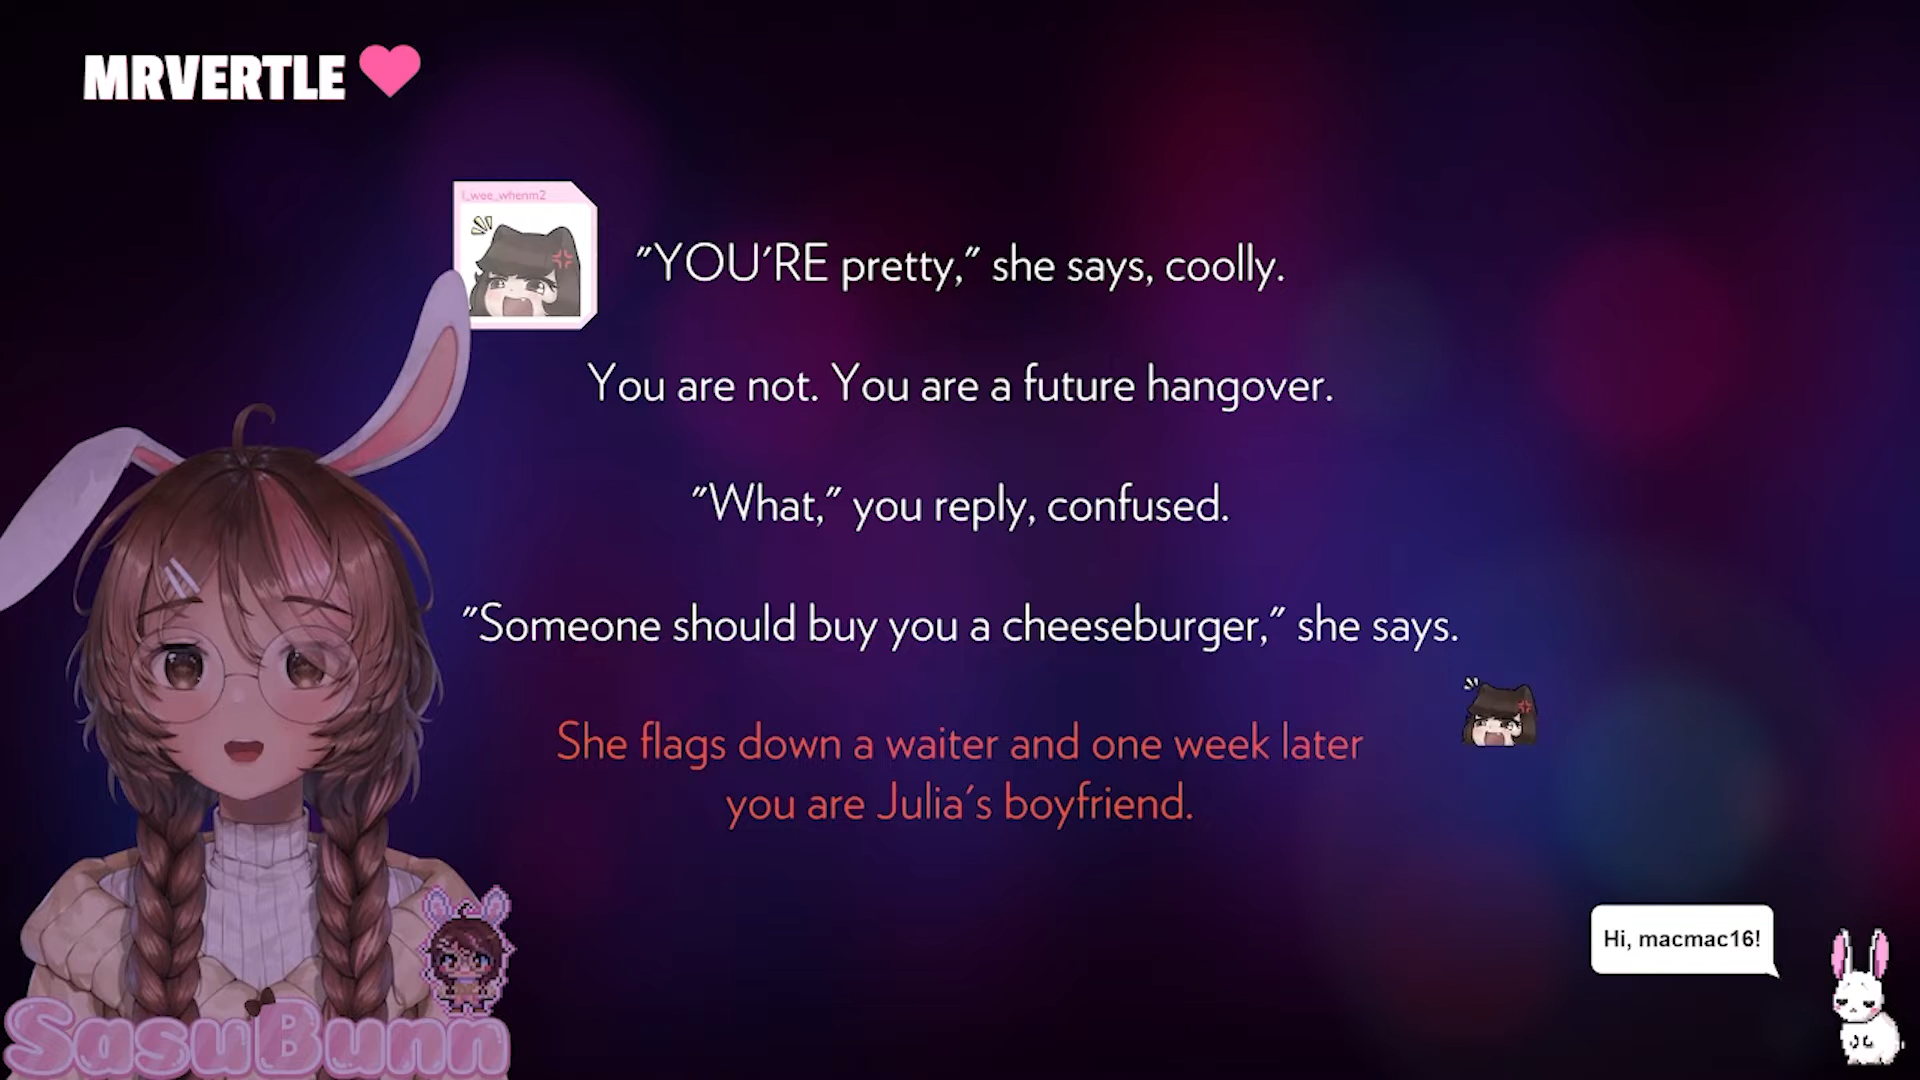 MRVERTLE
i_wee_whenm2
"YOU'RE pretty," she says, coolly.
You are not. You are a future hangover.
"What," you reply, confused.
"Someone should buy you a cheeseburger," she says.
She flags down a waiter and one week later
you are Julia's boyfriend.
Hi, macmac16!
SasuBunn